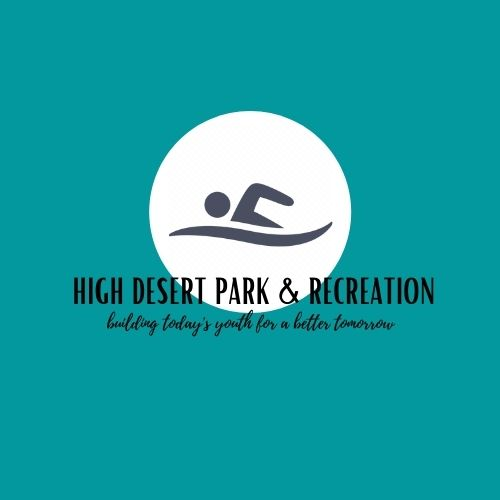 HIGH DESERT PARK & RECREATION
building today's youth for a better tomorrow